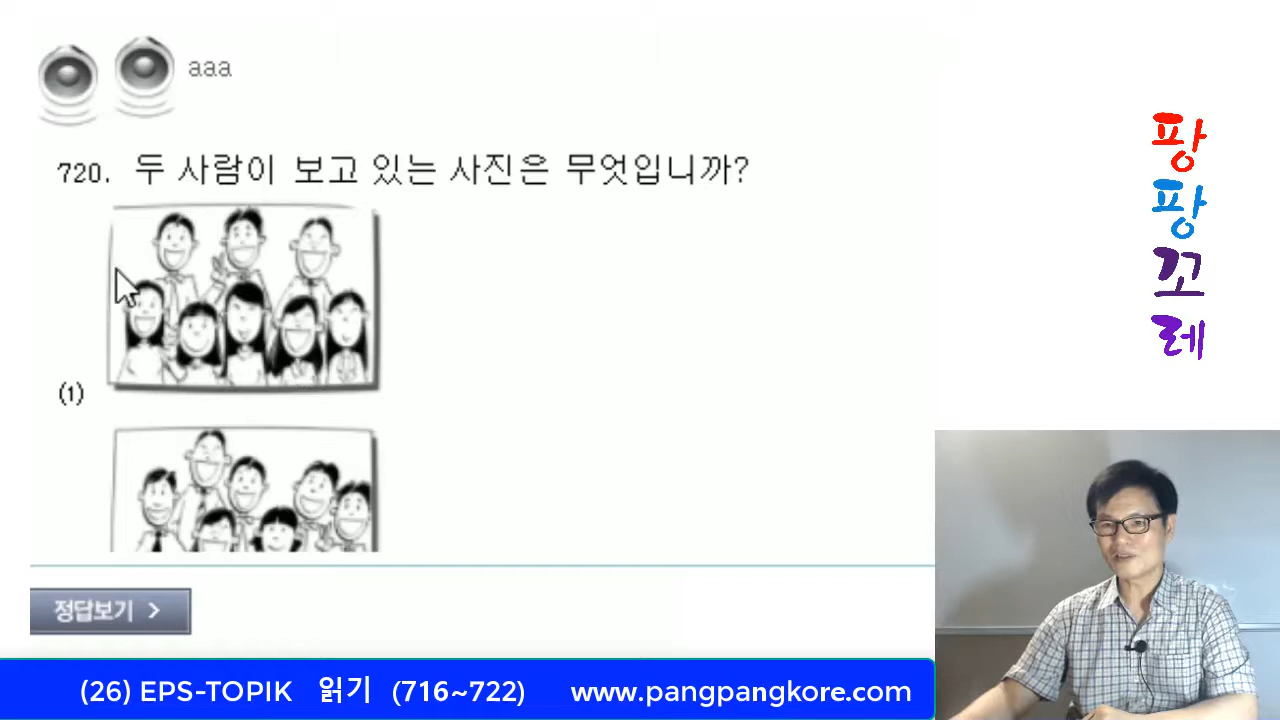 aaa
720. 두 사람이 보고 있는 사진은 무엇입니까?
(1)
정답보기 >
팡
팡
꼬
레
(26) EPS-TOPIK 읽기 (716~722) www.pangpangkore.com